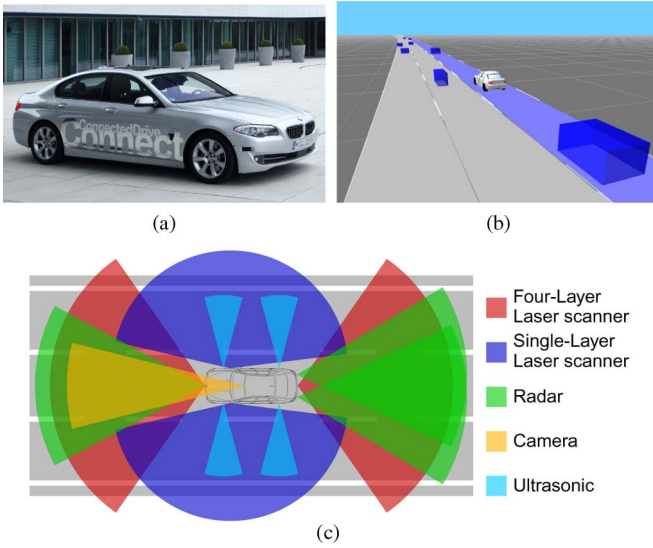 ConnectedDrive
Connect
(a)
(b)
Four-Layer
Laser scanner
Single-Layer
Laser scanner
Radar
Camera
Ultrasonic
(c)